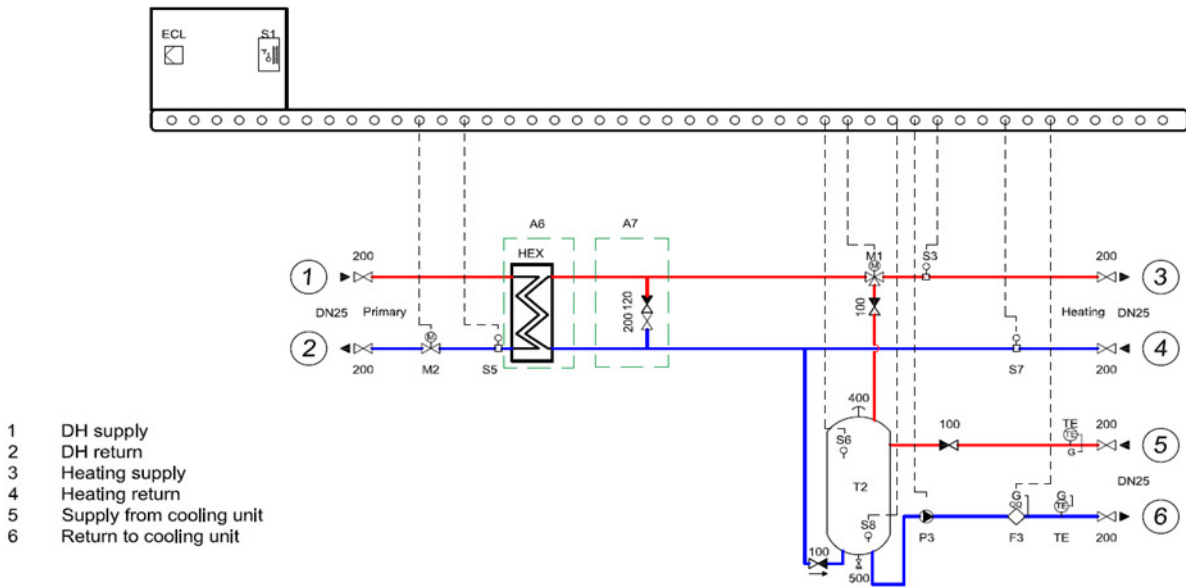 ECL S1
A6 A7
200 HEX M1 S3 200
M
1 3
120
200
100
DN25 Primary Heating DN25
M
2 4
200 M2 S5 S7 200
400
100 TE 200
S6 TE
G
5
T2
DN25
G G
S8 TE
6
100 P3 F3 TE 200
500
1 DH supply
2 DH return
3 Heating supply
4 Heating return
5 Supply from cooling unit
6 Return to cooling unit